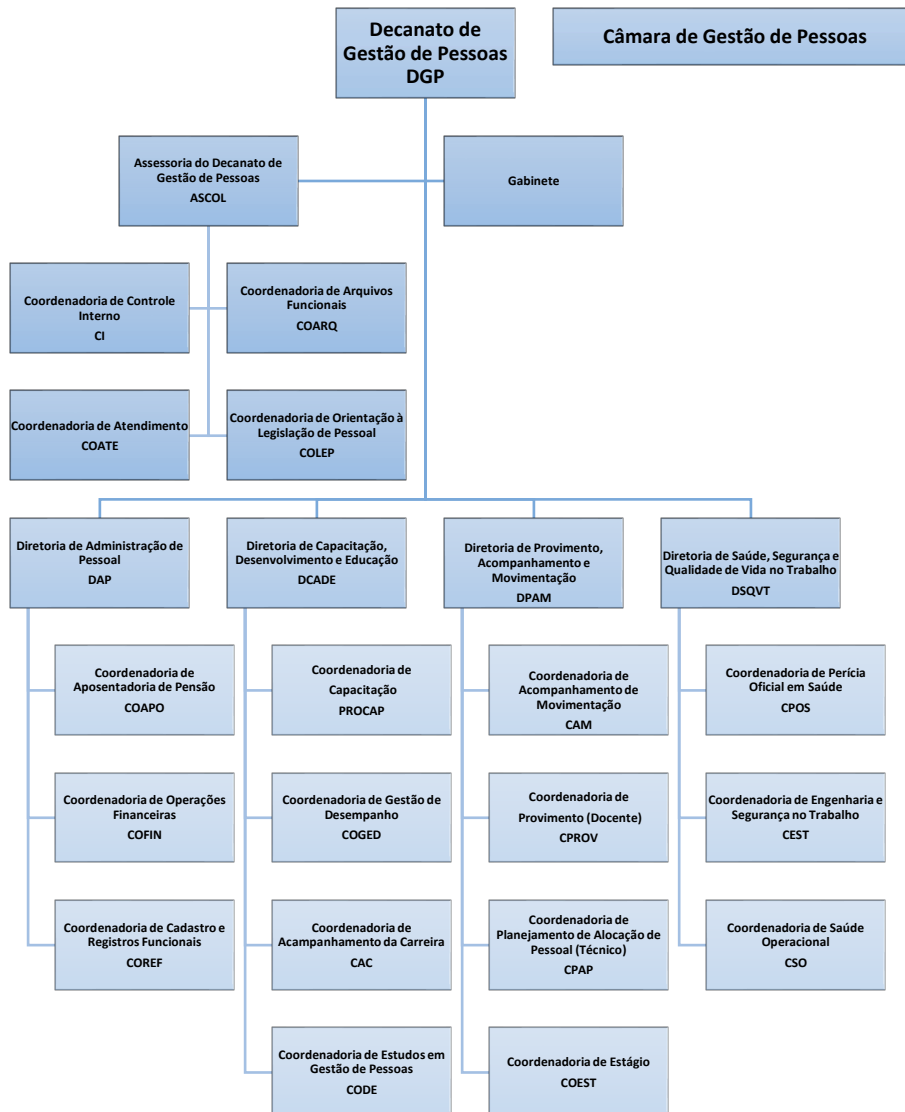 Decanato de
Gestão de Pessoas
DGP
Câmara de Gestão de Pessoas
Assessoria do Decanato de
Gestão de Pessoas
ASCOL
Gabinete
Coordenadoria de Controle
Interno
CI
Coordenadoria de Arquivos
Funcionais
COARQ
Coordenadoria de Atendimento
COATE
Coordenadoria de Orientação à
Legislação de Pessoal
COLEP
Diretoria de Administração de
Pessoal
DAP
Diretoria de Capacitação,
Desenvolvimento e Educação
DCADE
Diretoria de Provimento,
Acompanhamento e
Movimentação
DPAM
Diretoria de Saúde, Segurança e
Qualidade de Vida no Trabalho
DSQVT
Coordenadoria de
Aposentadoria de Pensão
COAPO
Coordenadoria de
Capacitação
PROCAP
Coordenadoria de
Acompanhamento de
Movimentação
CAM
Coordenadoria de Perícia
Oficial em Saúde
CPOS
Coordenadoria de Operações
Financeiras
COFIN
Coordenadoria de Gestão de
Desempanho
COGED
Coordenadoria de
Provimento (Docente)
CPROV
Coordenadoria de Engenharia e
Segurança no Trabalho
CEST
Coordenadoria de Cadastro e
Registros Funcionais
COREF
Coordenadoria de
Acampanhamento da Carreira
CAC
Coordenadoria de
Planejamento de Alocação de
Pessoal (Técnico)
CPAP
Coordenadoria de Saúde
Operacional
CSO
Coordenadoria de Estudos em
Gestão de Pessoas
CODE
Coordenadoria de Estágio
COEST